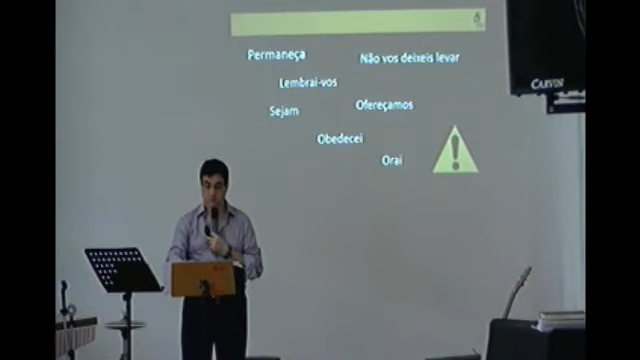 Permaneça
Não vos deixeis levar
Lembrai-vos
Sejam
Ofereçamos
Obedecei
Orai
CARVIN